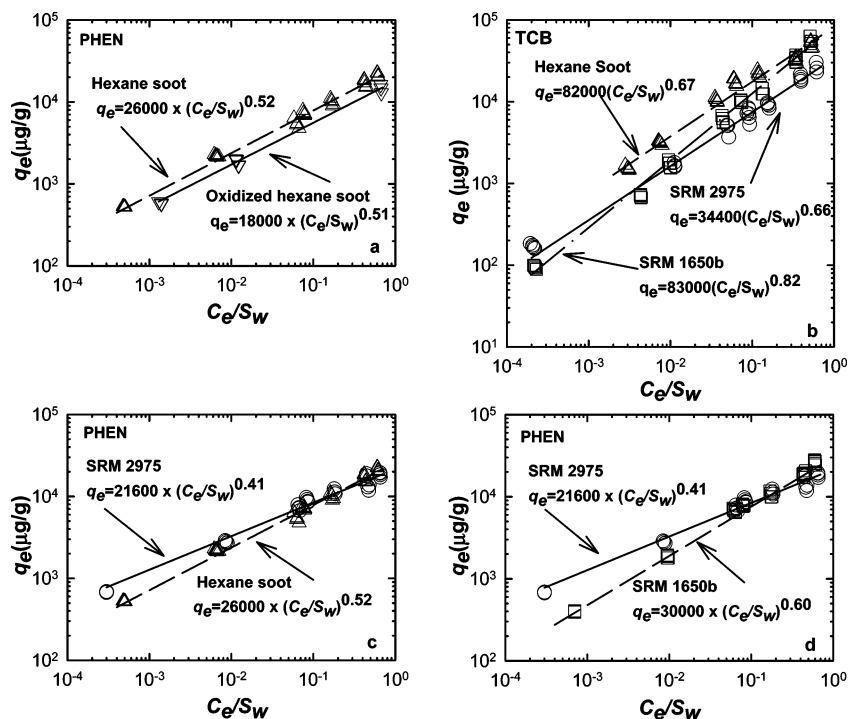 10^5
PHEN
Hexane soot
q_e=26000 x (C_e/S_w)^0.52
10^4
q_e(μg/g)
10^3
Oxidized hexane soot
q_e=18000 x (C_e/S_w)^0.51
a
10^2
10^-4 10^-3 10^-2 10^-1 10^0
C_e/S_w
10^5
TCB
Hexane Soot
q_e=82000(C_e/S_w)^0.67
10^4
q_e (μg/g)
10^3
SRM 2975
q_e=34400(C_e/S_w)^0.66
10^2
SRM 1650b
q_e=83000(C_e/S_w)^0.82
b
10^1
10^-4 10^-3 10^-2 10^-1 10^0
C_e/S_w
10^5
PHEN
SRM 2975
q_e=21600 x (C_e/S_w)^0.41
10^4
q_e(μg/g)
10^3
Hexane soot
q_e=26000 x (C_e/S_w)^0.52
c
10^2
10^-4 10^-3 10^-2 10^-1 10^0
C_e/S_w
10^5
PHEN
SRM 2975
q_e=21600 x (C_e/S_w)^0.41
10^4
q_e(μg/g)
10^3
SRM 1650b
q_e=30000 x (C_e/S_w)^0.60
d
10^2
10^-4 10^-3 10^-2 10^-1 10^0
C_e/S_w